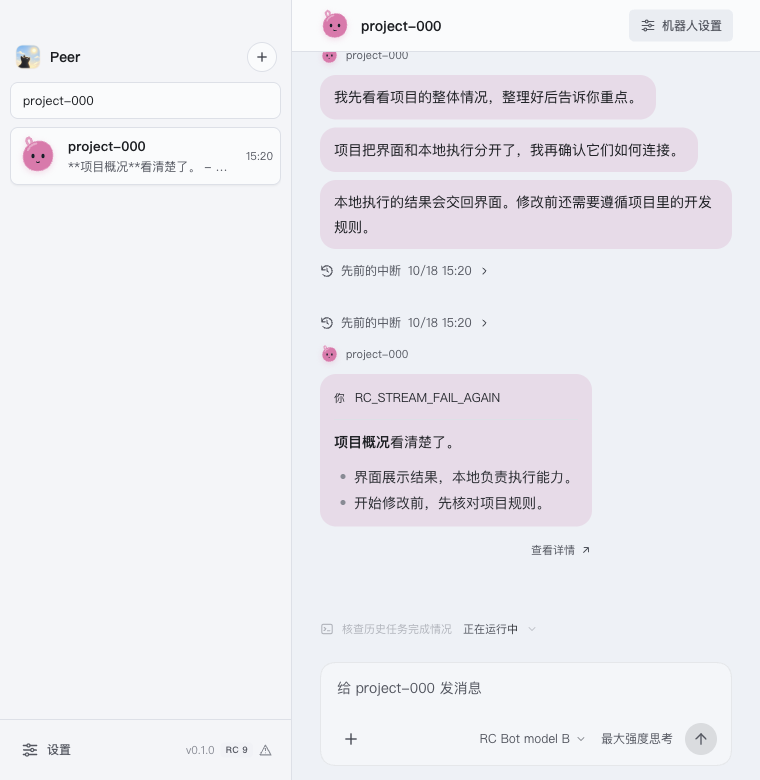 Peer
project-000
project-000
15:20
**项目概况**看清楚了。 – ...
设置
v0.1.0 RC 9
project-000
机器人设置
project-000
我先看看项目的整体情况，整理好后告诉你重点。
项目把界面和本地执行分开了，我再确认它们如何连接。
本地执行的结果会交回界面。修改前还需要遵循项目里的开发
规则。
先前的中断 10/18 15:20
先前的中断 10/18 15:20
project-000
你 RC_STREAM_FAIL_AGAIN
项目概况看清楚了。
界面展示结果，本地负责执行能力。
开始修改前，先核对项目规则。
查看详情
核查历史任务完成情况 正在运行中
给 project-000 发消息
RC Bot model B 最大强度思考